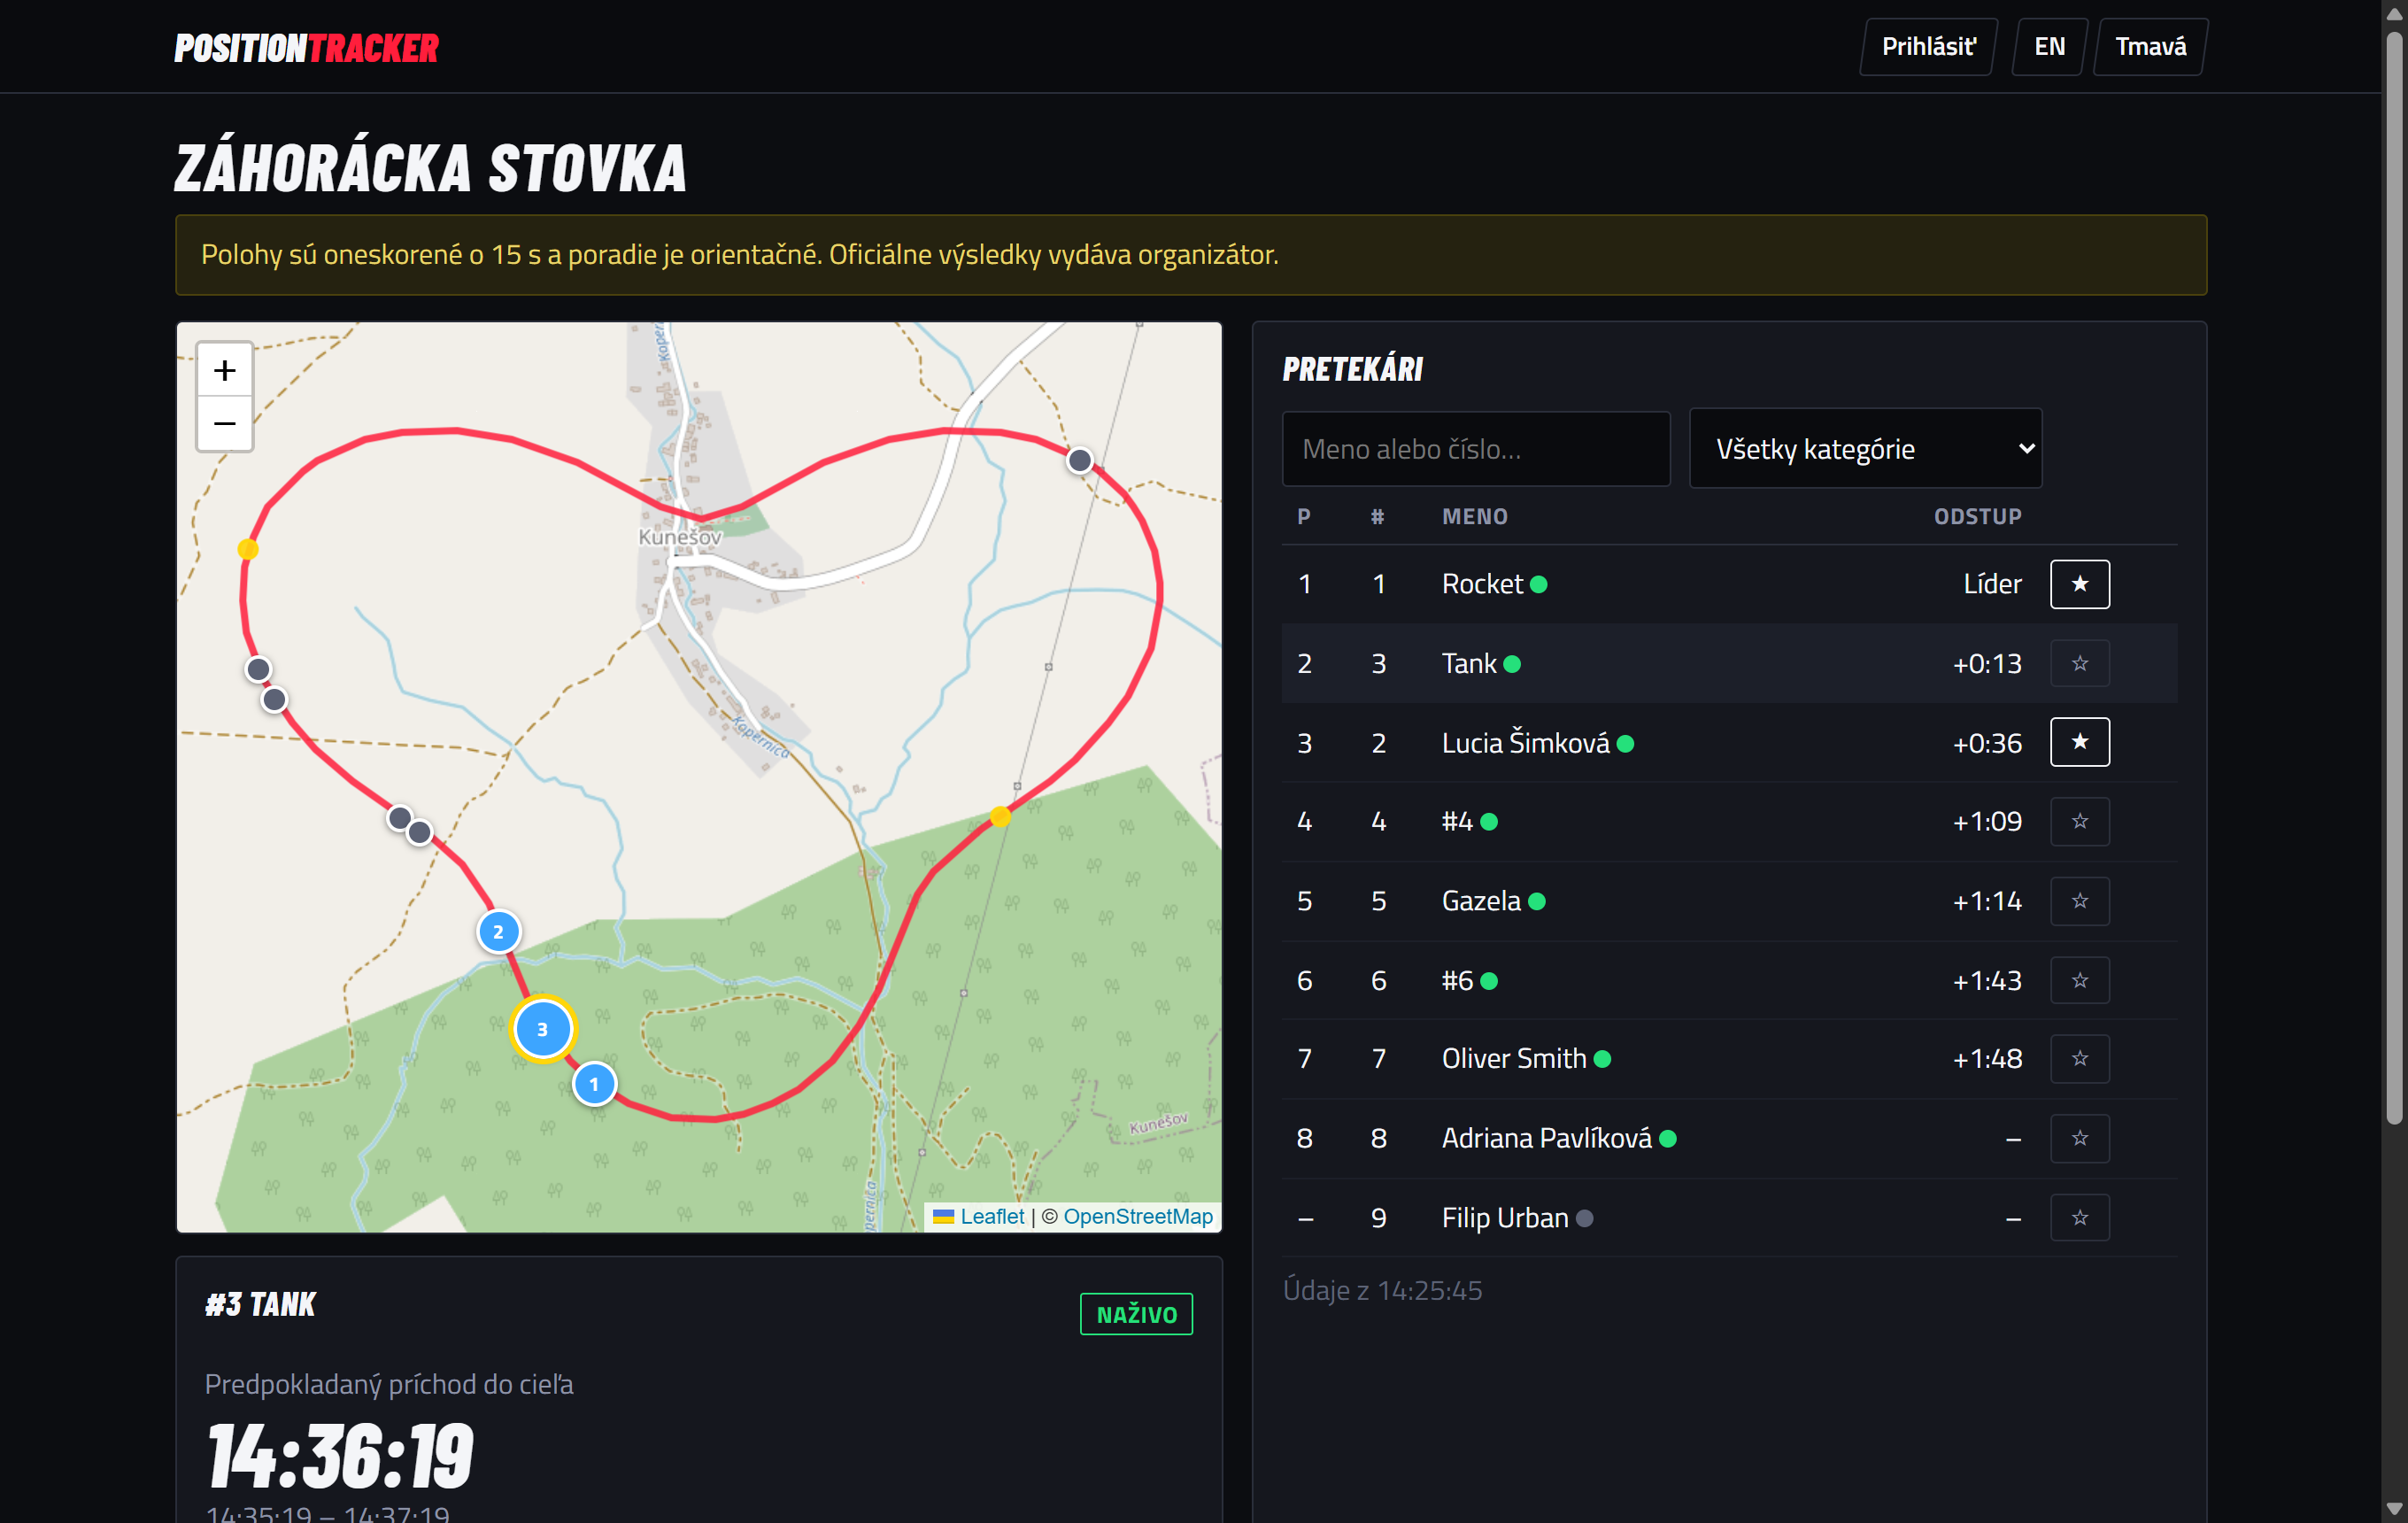 POSITIONTRACKER
Prihlásiť
EN
Tmavá
ZÁHORÁCKA STOVKA
Polohy sú oneskorené o 15 s a poradie je orientačné. Oficiálne výsledky vydáva organizátor.
+
−
Kunešov
Kopernica
2
3
1
Kunešov
Leaflet | © OpenStreetMap
PRETEKÁRI
Meno alebo číslo...
Všetky kategórie
P # MENO ODSTUP
1 1 Rocket Líder ★
2 3 Tank +0:13 ☆
3 2 Lucia Šimková +0:36 ★
4 4 #4 +1:09 ☆
5 5 Gazela +1:14 ☆
6 6 #6 +1:43 ☆
7 7 Oliver Smith +1:48 ☆
8 8 Adriana Pavlíková – ☆
– 9 Filip Urban – ☆
Údaje z 14:25:45
#3 TANK
NAŽIVO
Predpokladaný príchod do cieľa
14:36:19
14:35:19 – 14:37:19